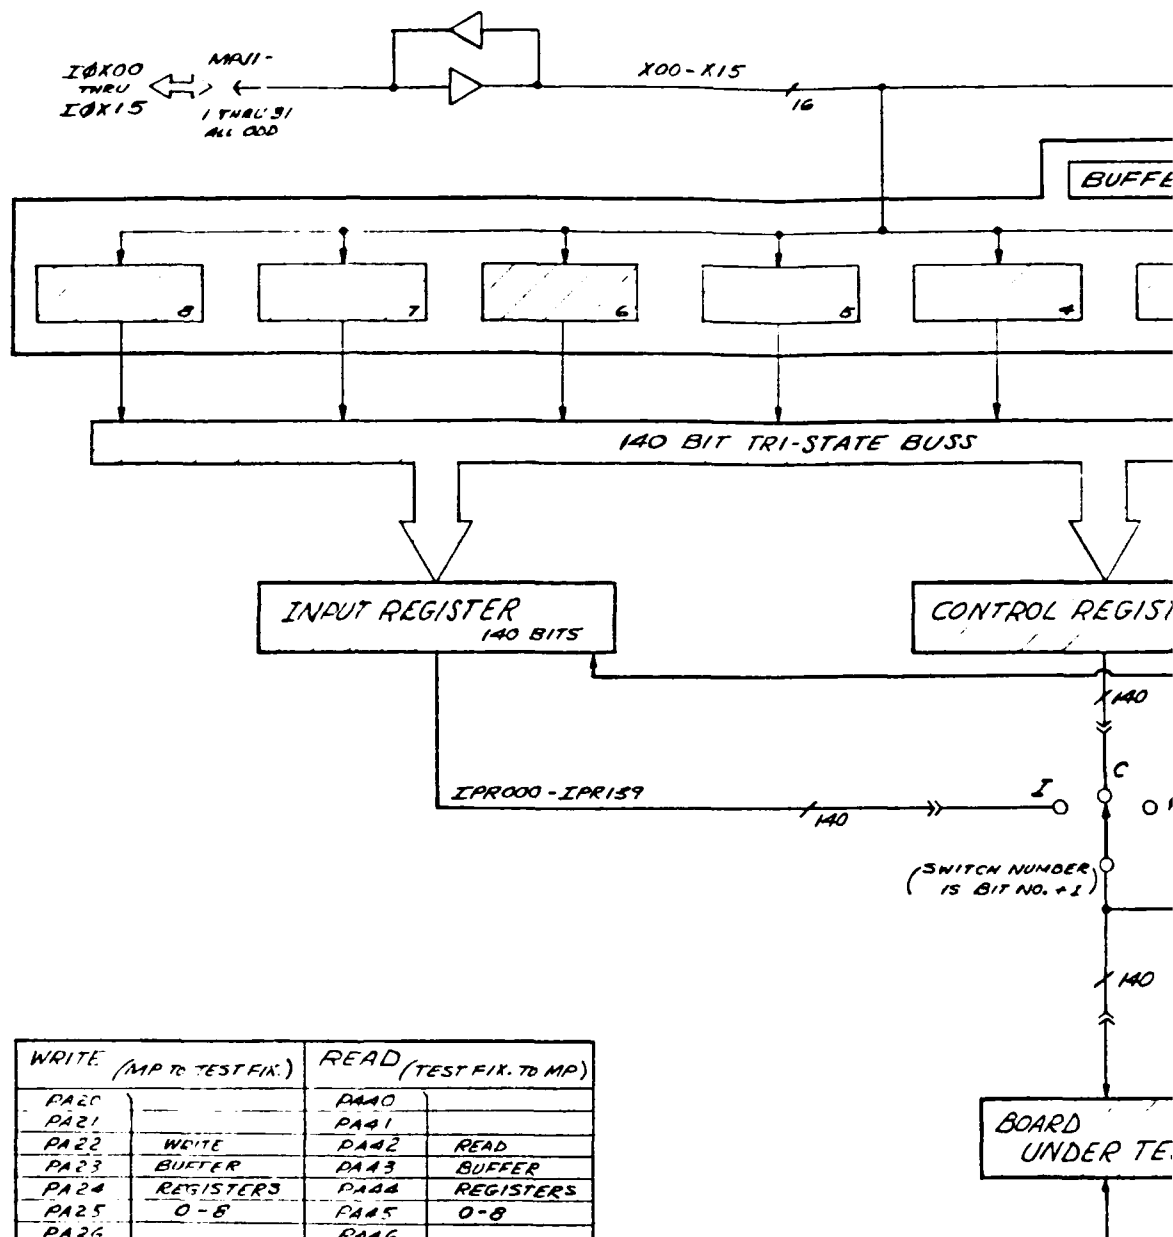 IØX00
THRU
IØX15
MPJ1-
1 THRU 31
ALL ODD
X00-X15
16
BUFFE
8
7
6
5
4
140 BIT TRI-STATE BUSS
INPUT REGISTER
140 BITS
CONTROL REGIST
140
IPR000-IPR139
140
I
C
(SWITCH NUMBER
IS BIT NO. +1)
140
WRITE (MP TO TEST FIX.) READ (TEST FIX. TO MP)
PA20 PA40
PA21 PA41
PA22 WRITE PA42 READ
PA23 BUFFER PA43 BUFFER
PA24 REGISTERS PA44 REGISTERS
PA25 0-8 PA45 0-8
PA26 PA46
BOARD
UNDER TES